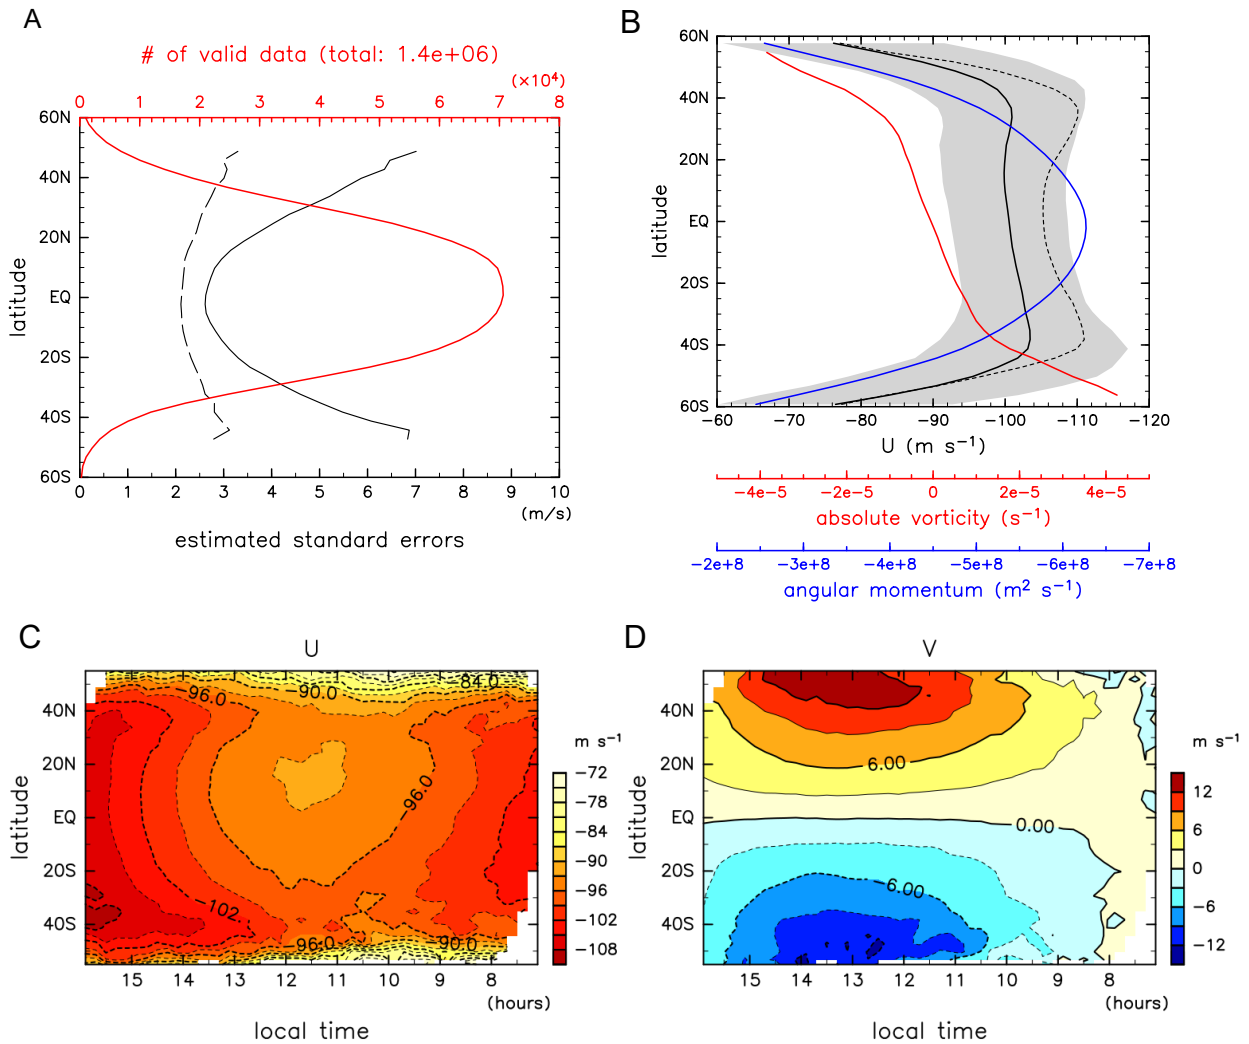 A
# of valid data (total: 1.4e+06)
(×10⁴)
0 1 2 3 4 5 6 7 8
60N
40N
20N
EQ
20S
40S
60S
latitude
0 1 2 3 4 5 6 7 8 9 10
(m/s)
estimated standard errors
B
60N
40N
20N
EQ
20S
40S
60S
latitude
−60 −70 −80 −90 −100 −110 −120
U (m s⁻¹)
−4e-5 −2e-5 0 2e-5 4e-5
absolute vorticity (s⁻¹)
−2e+8 −3e+8 −4e+8 −5e+8 −6e+8 −7e+8
angular momentum (m² s⁻¹)
C
U
−96.0 −90.0 −84.0
−96.0
−102
−96.0 −90.0
40N
20N
EQ
20S
40S
latitude
15 14 13 12 11 10 9 8
(hours)
local time
m s⁻¹
−72
−78
−84
−90
−96
−102
−108
D
V
6.00
0.00
−6.00
40N
20N
EQ
20S
40S
latitude
15 14 13 12 11 10 9 8
(hours)
local time
m s⁻¹
12
6
0
−6
−12